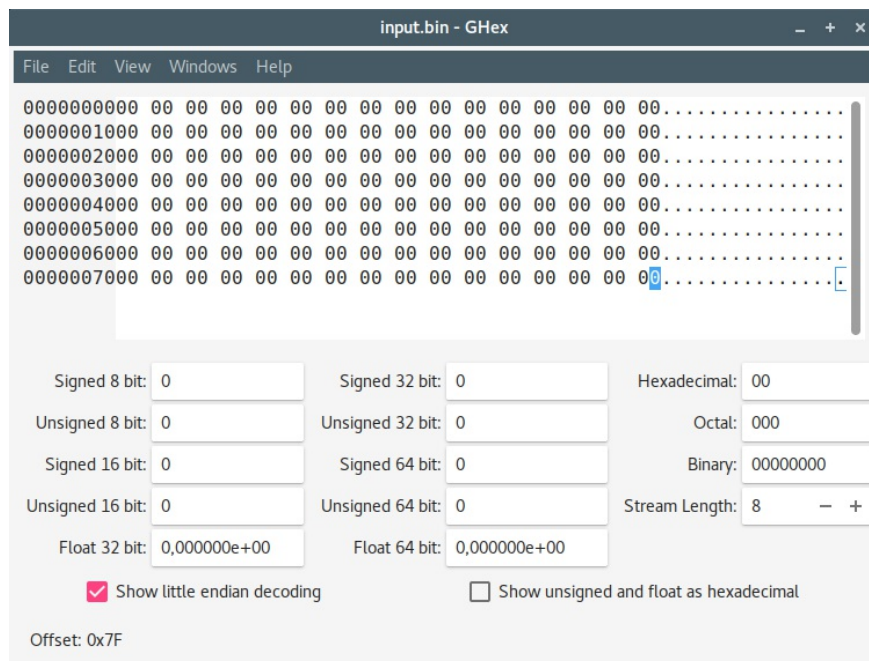 input.bin - GHex
File Edit View Windows Help
0000000000 00 00 00 00 00 00 00 00 00 00 00 00 00 00 00................
0000001000 00 00 00 00 00 00 00 00 00 00 00 00 00 00 00................
0000002000 00 00 00 00 00 00 00 00 00 00 00 00 00 00 00................
0000003000 00 00 00 00 00 00 00 00 00 00 00 00 00 00 00................
0000004000 00 00 00 00 00 00 00 00 00 00 00 00 00 00 00................
0000005000 00 00 00 00 00 00 00 00 00 00 00 00 00 00 00................
0000006000 00 00 00 00 00 00 00 00 00 00 00 00 00 00 00................
0000007000 00 00 00 00 00 00 00 00 00 00 00 00 00 00 00................
Signed 8 bit: 0 Signed 32 bit: 0 Hexadecimal: 00
Unsigned 8 bit: 0 Unsigned 32 bit: 0 Octal: 000
Signed 16 bit: 0 Signed 64 bit: 0 Binary: 00000000
Unsigned 16 bit: 0 Unsigned 64 bit: 0 Stream Length: 8 − +
Float 32 bit: 0,000000e+00 Float 64 bit: 0,000000e+00
Show little endian decoding Show unsigned and float as hexadecimal
Offset: 0x7F